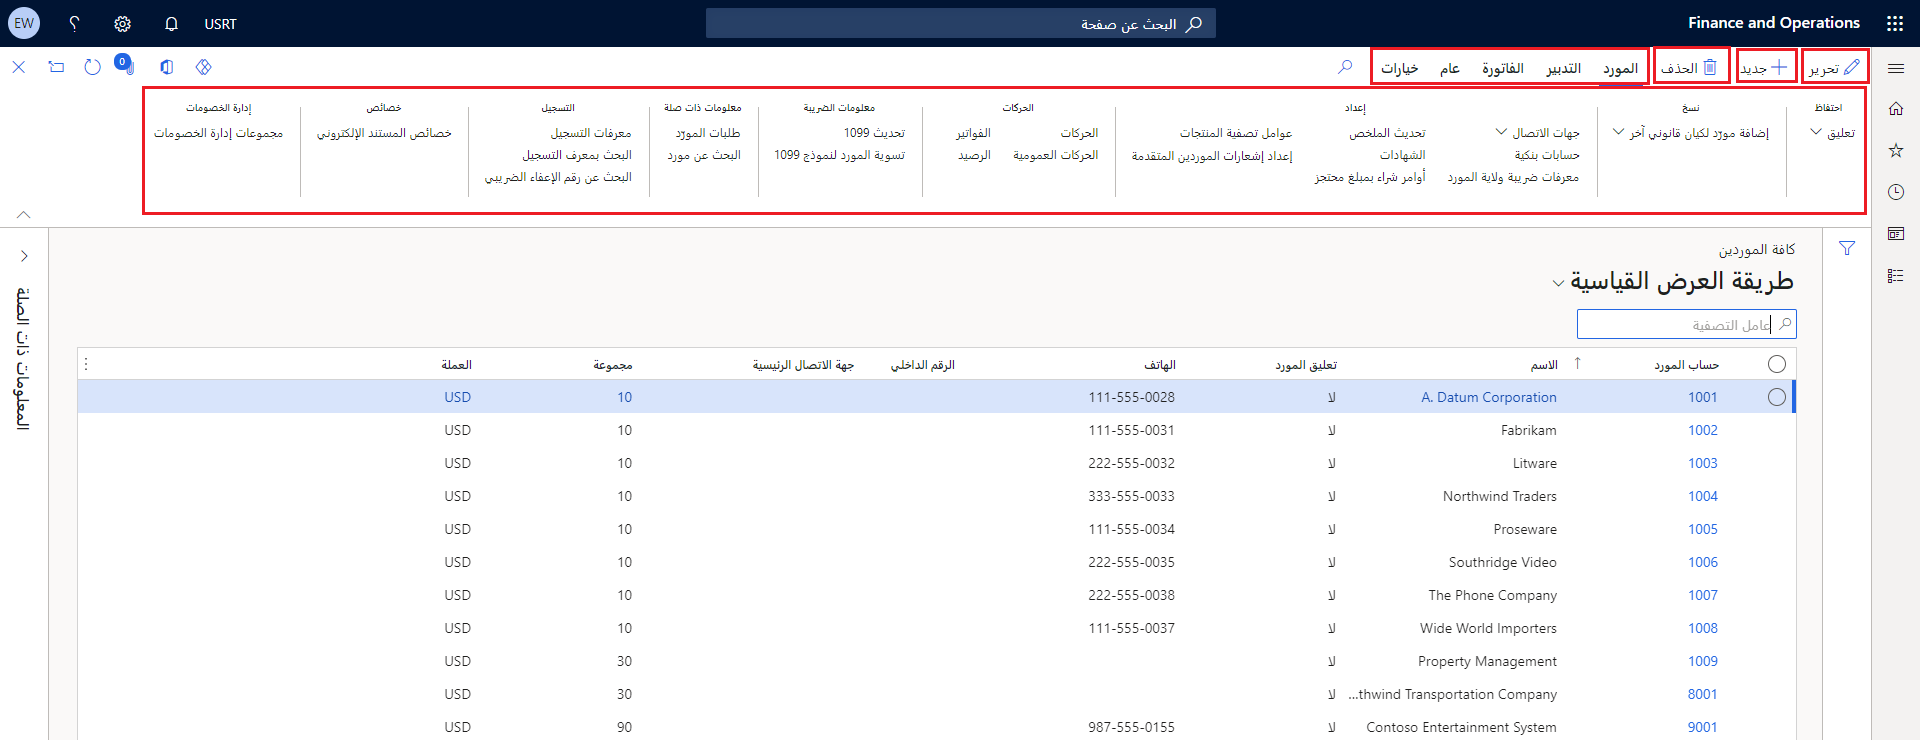 Finance and Operations
البحث عن صفحة
USRT
EW
تحرير
جديد
الحذف
المورد
التدبير
الفاتورة
عام
خيارات
0
احتفاظ
تعليق
نسخ
إضافة مورّد لكيان قانوني آخر
إعداد
جهات الاتصال
حسابات بنكية
معرفات ضريبة ولاية المورد
تحديث الملخص
الشهادات
أوامر شراء بمبلغ محتجز
عوامل تصفية المنتجات
إعداد إشعارات الموردين المتقدمة
الحركات
الحركات
الحركات العمومية
الفواتير
الرصيد
معلومات الضريبة
تحديث 1099
تسوية المورد لنموذج 1099
معلومات ذات صلة
طلبات المورّد
البحث عن مورد
التسجيل
معرفات التسجيل
البحث بمعرف التسجيل
البحث عن رقم الإعفاء الضريبي
خصائص
خصائص المستند الإلكتروني
إدارة الخصومات
مجموعات إدارة الخصومات
كافة الموردين
طريقة العرض القياسية
عامل التصفية
المعلومات ذات الصلة
حساب المورد الاسم تعليق المورد الهاتف الرقم الداخلي جهة الاتصال الرئيسية مجموعة العملة
1001 A. Datum Corporation لا 111-555-0028 10 USD
1002 Fabrikam لا 111-555-0031 10 USD
1003 Litware لا 222-555-0032 10 USD
1004 Northwind Traders لا 333-555-0033 10 USD
1005 Proseware لا 111-555-0034 10 USD
1006 Southridge Video لا 222-555-0035 10 USD
1007 The Phone Company لا 222-555-0038 10 USD
1008 Wide World Importers لا 111-555-0037 10 USD
1009 Property Management لا 30 USD
8001 ...thwind Transportation Company لا 30 USD
9001 Contoso Entertainment System لا 987-555-0155 90 USD